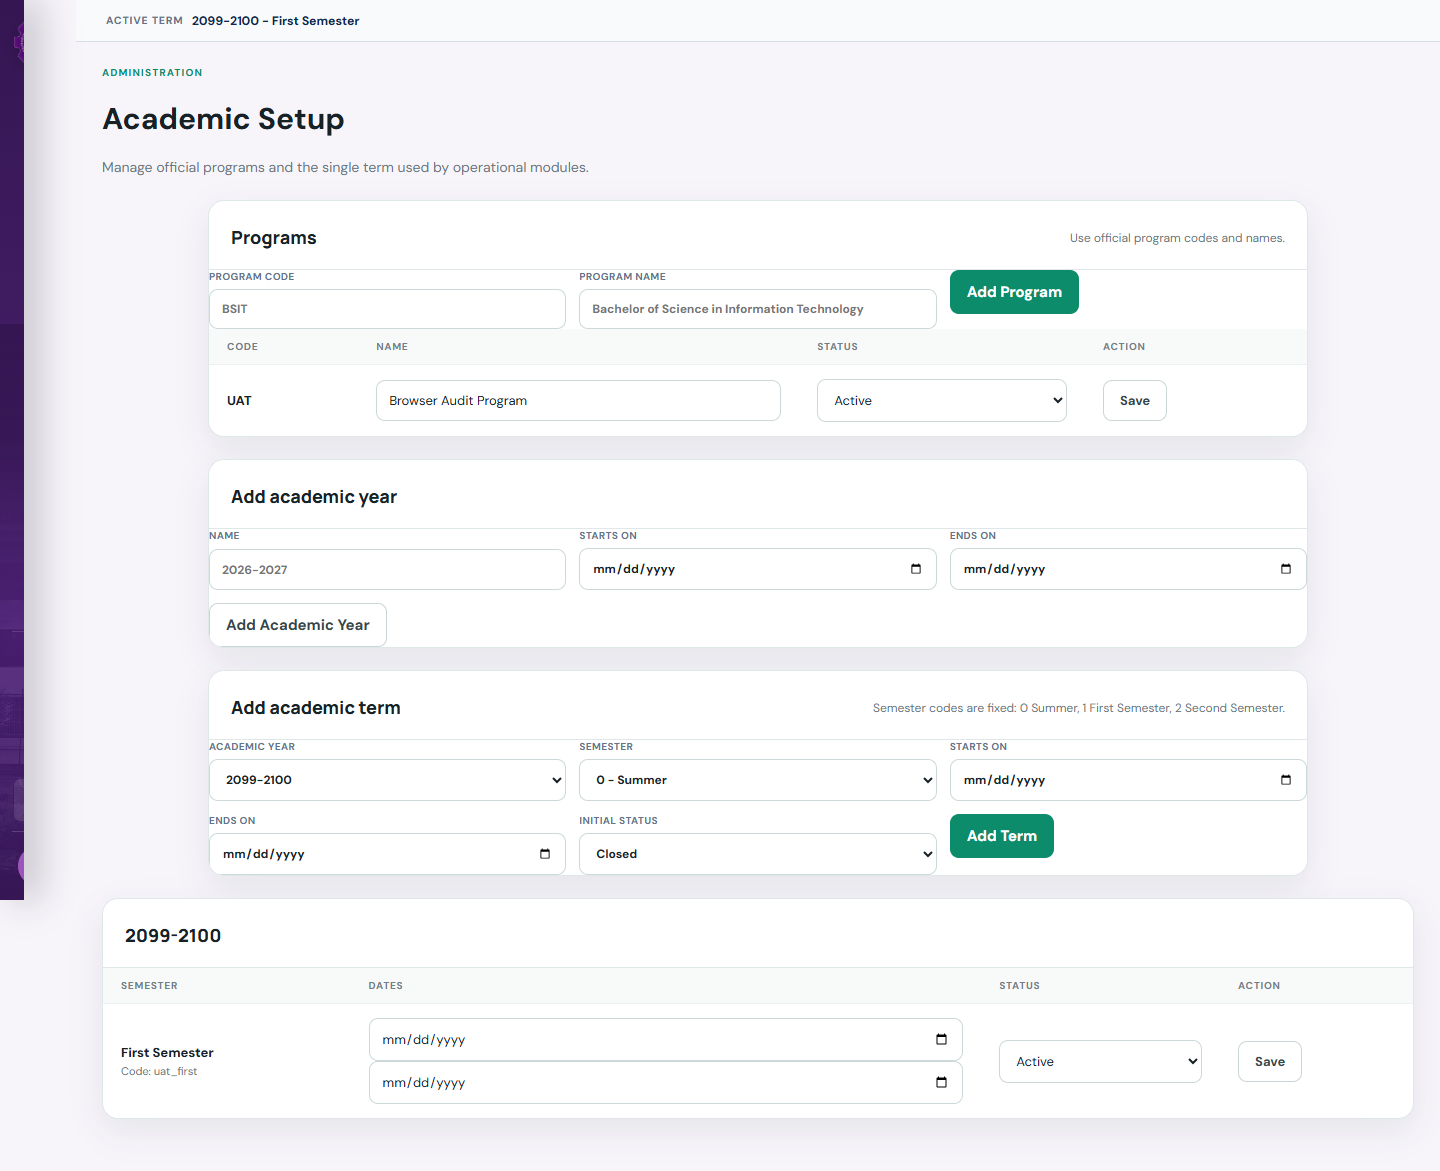 ACTIVE TERM 2099-2100 - First Semester
ADMINISTRATION
Academic Setup
Manage official programs and the single term used by operational modules.
Programs
Use official program codes and names.
PROGRAM CODE
PROGRAM NAME
BSIT
Bachelor of Science in Information Technology
Add Program
CODE
NAME
STATUS
ACTION
UAT
Browser Audit Program
Active
Save
Add academic year
NAME
STARTS ON
ENDS ON
2026-2027
mm/dd/yyyy
mm/dd/yyyy
Add Academic Year
Add academic term
Semester codes are fixed: 0 Summer, 1 First Semester, 2 Second Semester.
ACADEMIC YEAR
SEMESTER
STARTS ON
2099-2100
0 - Summer
mm/dd/yyyy
ENDS ON
INITIAL STATUS
mm/dd/yyyy
Closed
Add Term
2099-2100
SEMESTER
DATES
STATUS
ACTION
First Semester
Code: uat_first
mm/dd/yyyy
mm/dd/yyyy
Active
Save